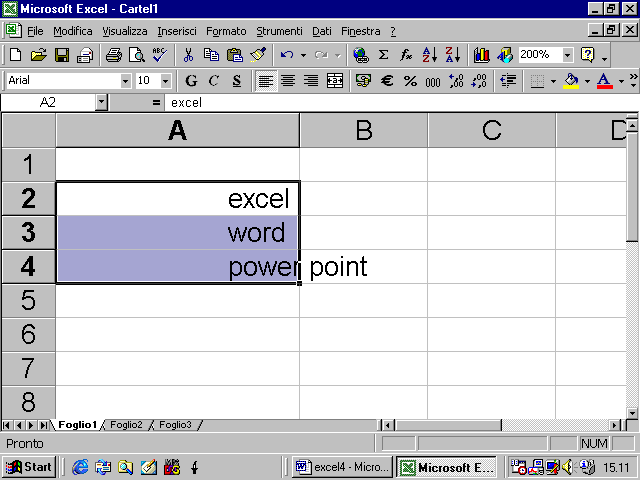 Microsoft Excel - Cartel1
File Modifica Visualizza Inserisci Formato Strumenti Dati Finestra ?
200%
Arial 10 G C S € % 000
A2 = excel
A B C D
1
2 excel
3 word
4 power point
5
6
7
8
Foglio1 Foglio2 Foglio3
Pronto NUM
Start excel4 - Micro... Microsoft E... 15.11